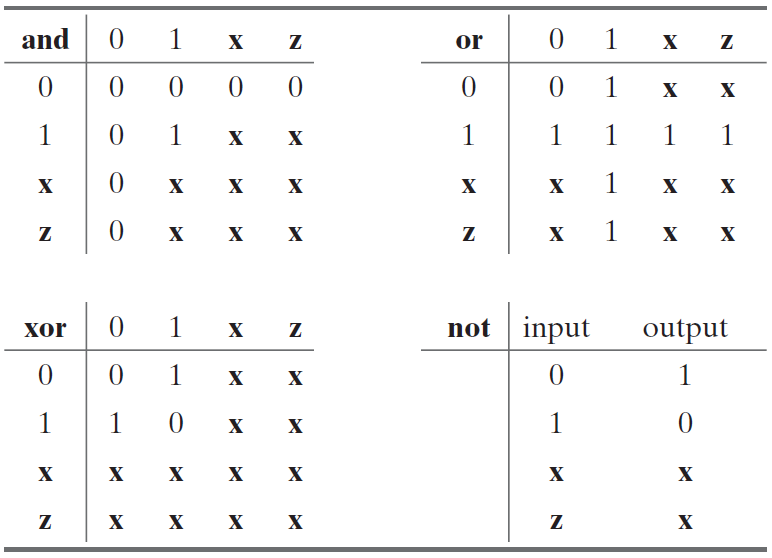 and 0 1 x z
0 0 0 0 0
1 0 1 x x
x 0 x x x
z 0 x x x
or 0 1 x z
0 0 1 x x
1 1 1 1 1
x x 1 x x
z x 1 x x
xor 0 1 x z
0 0 1 x x
1 1 0 x x
x x x x x
z x x x x
not input output
0 1
1 0
x x
z x